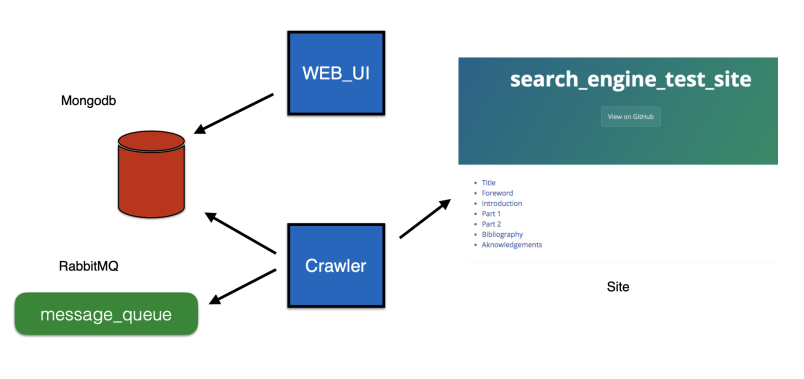 WEB_UI
Mongodb
search_engine_test_site
View on GitHub
Title
Foreword
Introduction
Part 1
Part 2
Bibliography
Aknowledgements
Crawler
RabbitMQ
Site
message_queue